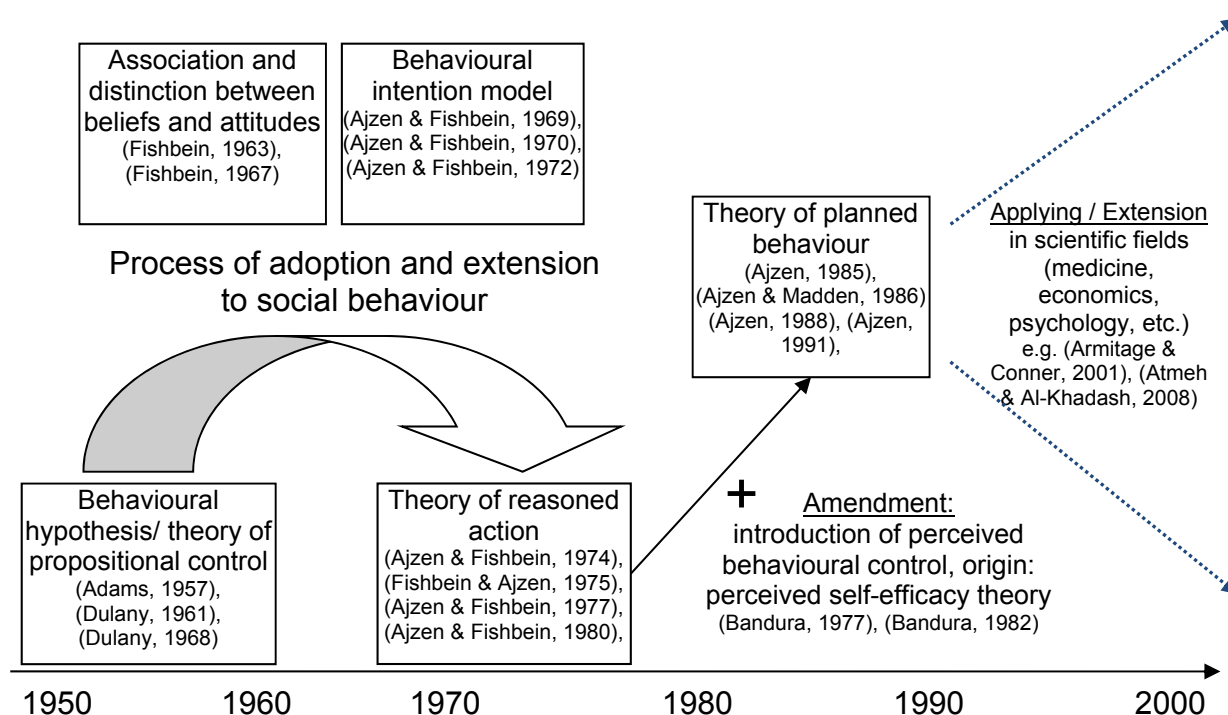 Association and
distinction between
beliefs and attitudes
(Fishbein, 1963),
(Fishbein, 1967)
Behavioural
intention model
(Ajzen & Fishbein, 1969),
(Ajzen & Fishbein, 1970),
(Ajzen & Fishbein, 1972)
Process of adoption and extension
to social behaviour
Theory of planned
behaviour
(Ajzen, 1985),
(Ajzen & Madden, 1986)
(Ajzen, 1988), (Ajzen,
1991),
Applying / Extension
in scientific fields
(medicine,
economics,
psychology, etc.)
e.g. (Armitage &
Conner, 2001), (Atmeh
& Al-Khadash, 2008)
Behavioural
hypothesis/ theory of
propositional control
(Adams, 1957),
(Dulany, 1961),
(Dulany, 1968)
Theory of reasoned
action
(Ajzen & Fishbein, 1974),
(Fishbein & Ajzen, 1975),
(Ajzen & Fishbein, 1977),
(Ajzen & Fishbein, 1980),
+
Amendment:
introduction of perceived
behavioural control, origin:
perceived self-efficacy theory
(Bandura, 1977), (Bandura, 1982)
1950 1960 1970 1980 1990 2000